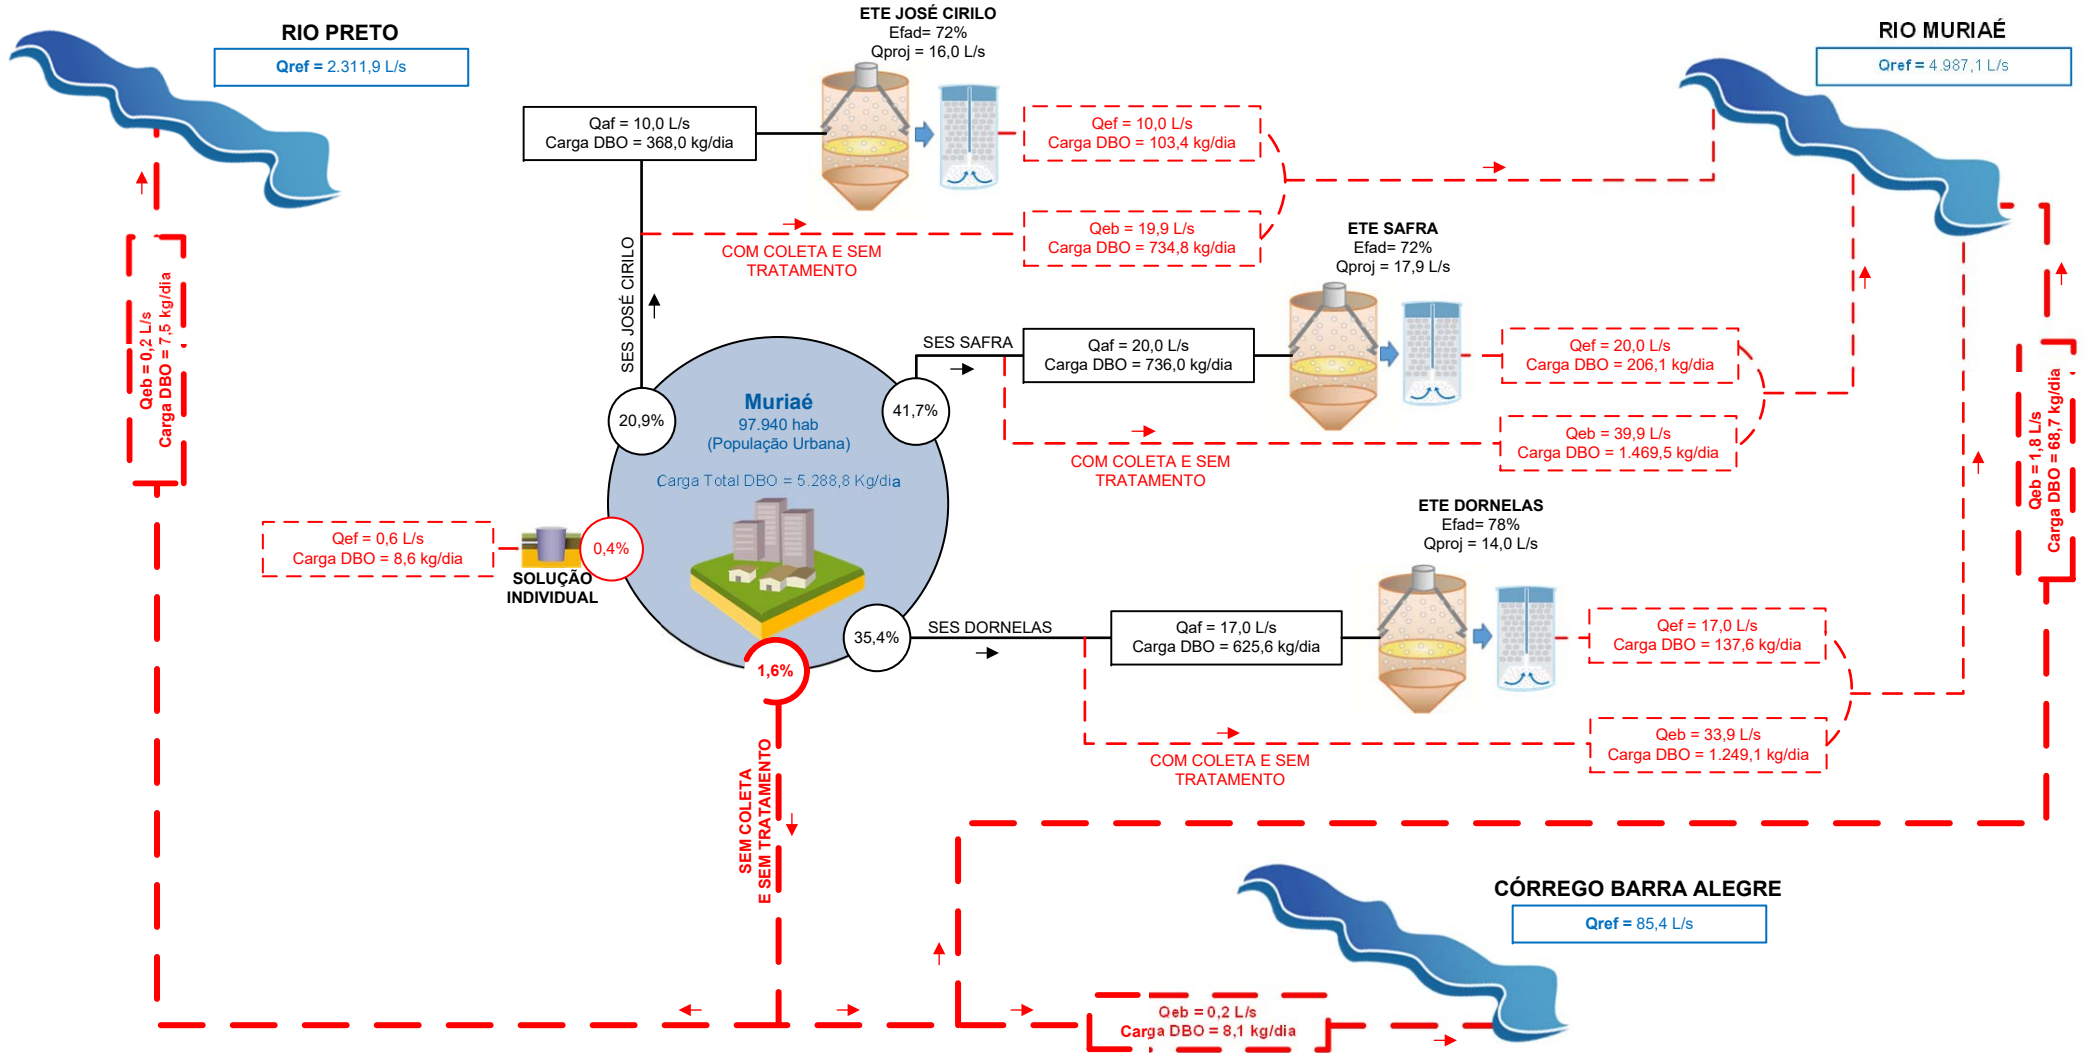 RIO PRETO
Qref = 2.311,9 L/s
ETE JOSÉ CIRILO
Efad= 72%
Qproj = 16,0 L/s
RIO MURIAÉ
Qref = 4.987,1 L/s
Qaf = 10,0 L/s
Carga DBO = 368,0 kg/dia
Qef = 10,0 L/s
Carga DBO = 103,4 kg/dia
Qeb = 19,9 L/s
Carga DBO = 734,8 kg/dia
COM COLETA E SEM
TRATAMENTO
SES JOSÉ CIRILO
ETE SAFRA
Efad= 72%
Qproj = 17,9 L/s
SES SAFRA
Qaf = 20,0 L/s
Carga DBO = 736,0 kg/dia
Qef = 20,0 L/s
Carga DBO = 206,1 kg/dia
Qeb = 39,9 L/s
Carga DBO = 1.469,5 kg/dia
COM COLETA E SEM
TRATAMENTO
Qeb = 0,2 L/s
Carga DBO = 7,5 kg/dia
20,9%
41,7%
Muriaé
97.940 hab
(População Urbana)
Carga Total DBO = 5.288,8 Kg/dia
Qef = 0,6 L/s
Carga DBO = 8,6 kg/dia
0,4%
SOLUÇÃO
INDIVIDUAL
35,4%
1,6%
ETE DORNELAS
Efad= 78%
Qproj = 14,0 L/s
SES DORNELAS
Qaf = 17,0 L/s
Carga DBO = 625,6 kg/dia
Qef = 17,0 L/s
Carga DBO = 137,6 kg/dia
Qeb = 33,9 L/s
Carga DBO = 1.249,1 kg/dia
COM COLETA E SEM
TRATAMENTO
Qeb = 1,8 L/s
Carga DBO = 68,7 kg/dia
SEM COLETA
E SEM TRATAMENTO
CÓRREGO BARRA ALEGRE
Qref = 85,4 L/s
Qeb = 0,2 L/s
Carga DBO = 8,1 kg/dia